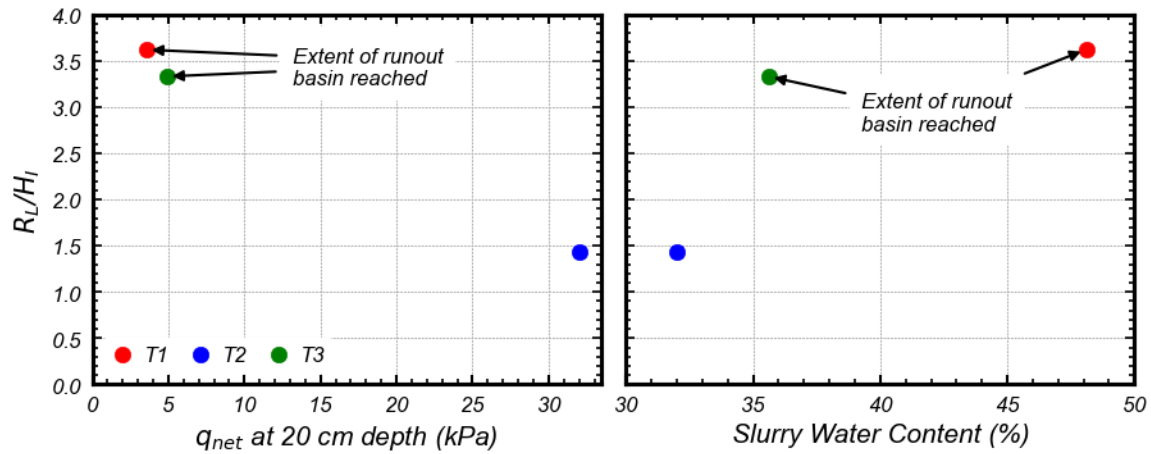 4.0
3.5
3.0
2.5
2.0
1.5
1.0
0.5
0.0
R_L/H_I
Extent of runout
basin reached
T1 T2 T3
0 5 10 15 20 25 30
q_net at 20 cm depth (kPa)
Extent of runout
basin reached
30 35 40 45 50
Slurry Water Content (%)